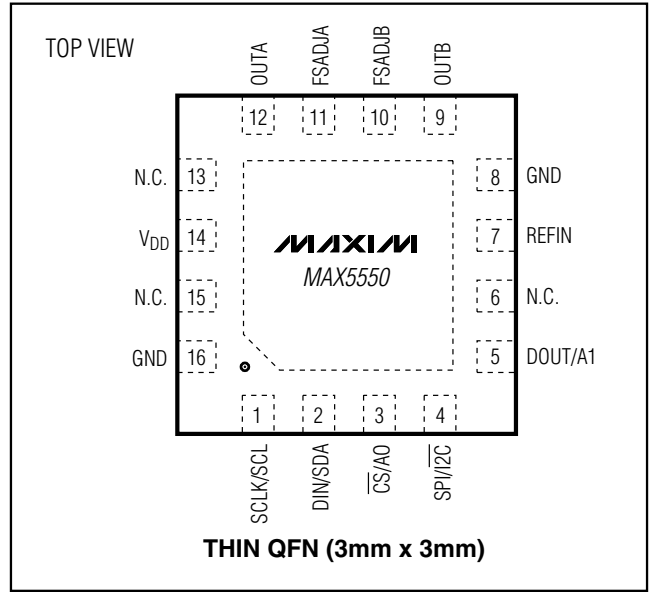 TOP VIEW
OUTA
FSADJA
FSADJB
OUTB
12
11
10
9
N.C. 13
8 GND
VDD 14
7 REFIN
MAXIM
MAX5550
N.C. 15
6 N.C.
GND 16
5 DOUT/A1
1
2
3
4
SCLK/SCL
DIN/SDA
C̅S̅/A0
SPI/I̅2̅C̅
THIN QFN (3mm x 3mm)